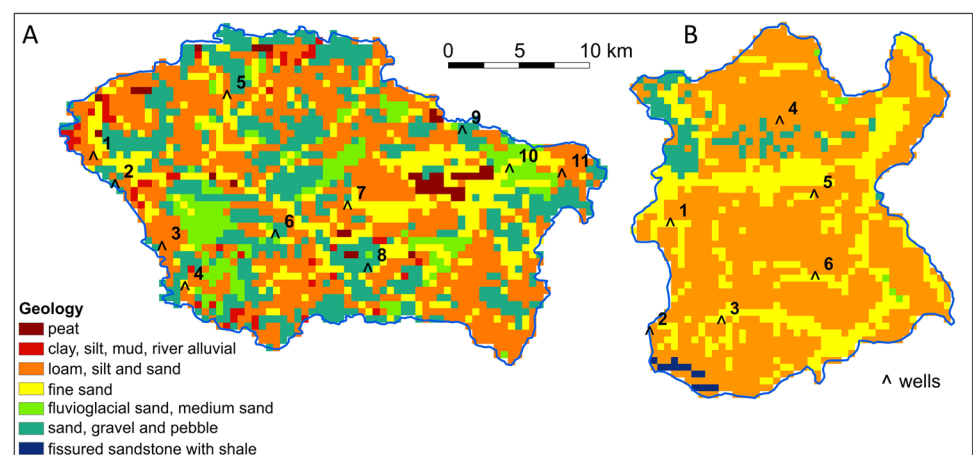 A
B
0 5 10 km
5
4
9
1
10
11
2
5
7
1
6
3
8
6
4
3
2
Geology
peat
clay, silt, mud, river alluvial
loam, silt and sand
fine sand
^ wells
fluvioglacial sand, medium sand
sand, gravel and pebble
fissured sandstone with shale